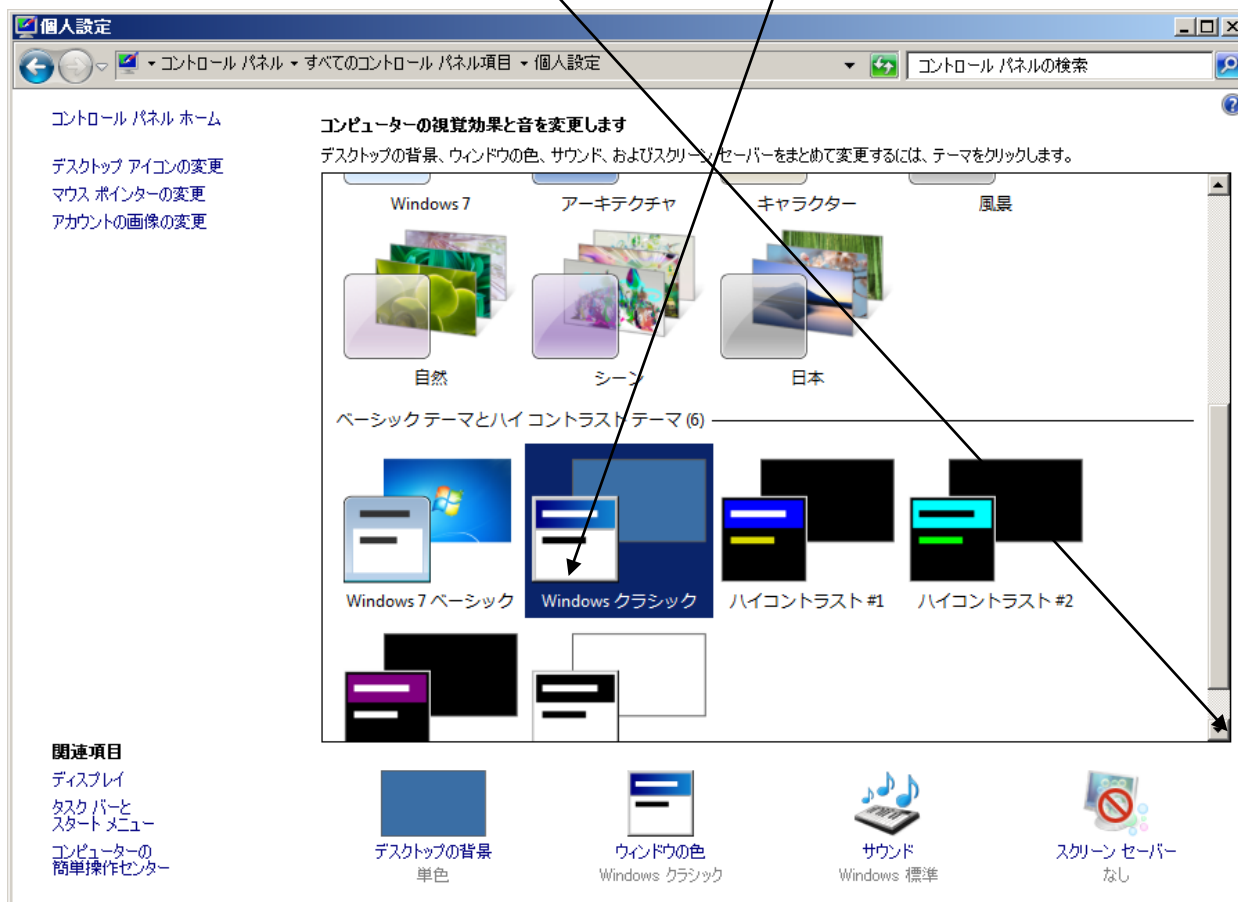 個人設定
コントロール パネル すべてのコントロール パネル項目 個人設定
コントロール パネルの検索
コントロール パネル ホーム
デスクトップ アイコンの変更
マウス ポインターの変更
アカウントの画像の変更
コンピューターの視覚効果と音を変更します
デスクトップの背景、ウィンドウの色、サウンド、およびスクリーン セーバーをまとめて変更するには、テーマをクリックします。
Windows 7 アーキテクチャ キャラクター 風景
自然 シーン 日本
ベーシック テーマとハイ コントラスト テーマ (6)
Windows 7 ベーシック Windows クラシック ハイコントラスト #1 ハイコントラスト #2
関連項目
ディスプレイ
タスク バーと
スタート メニュー
コンピューターの
簡単操作センター
デスクトップの背景
単色
ウィンドウの色
Windows クラシック
サウンド
Windows 標準
スクリーン セーバー
なし